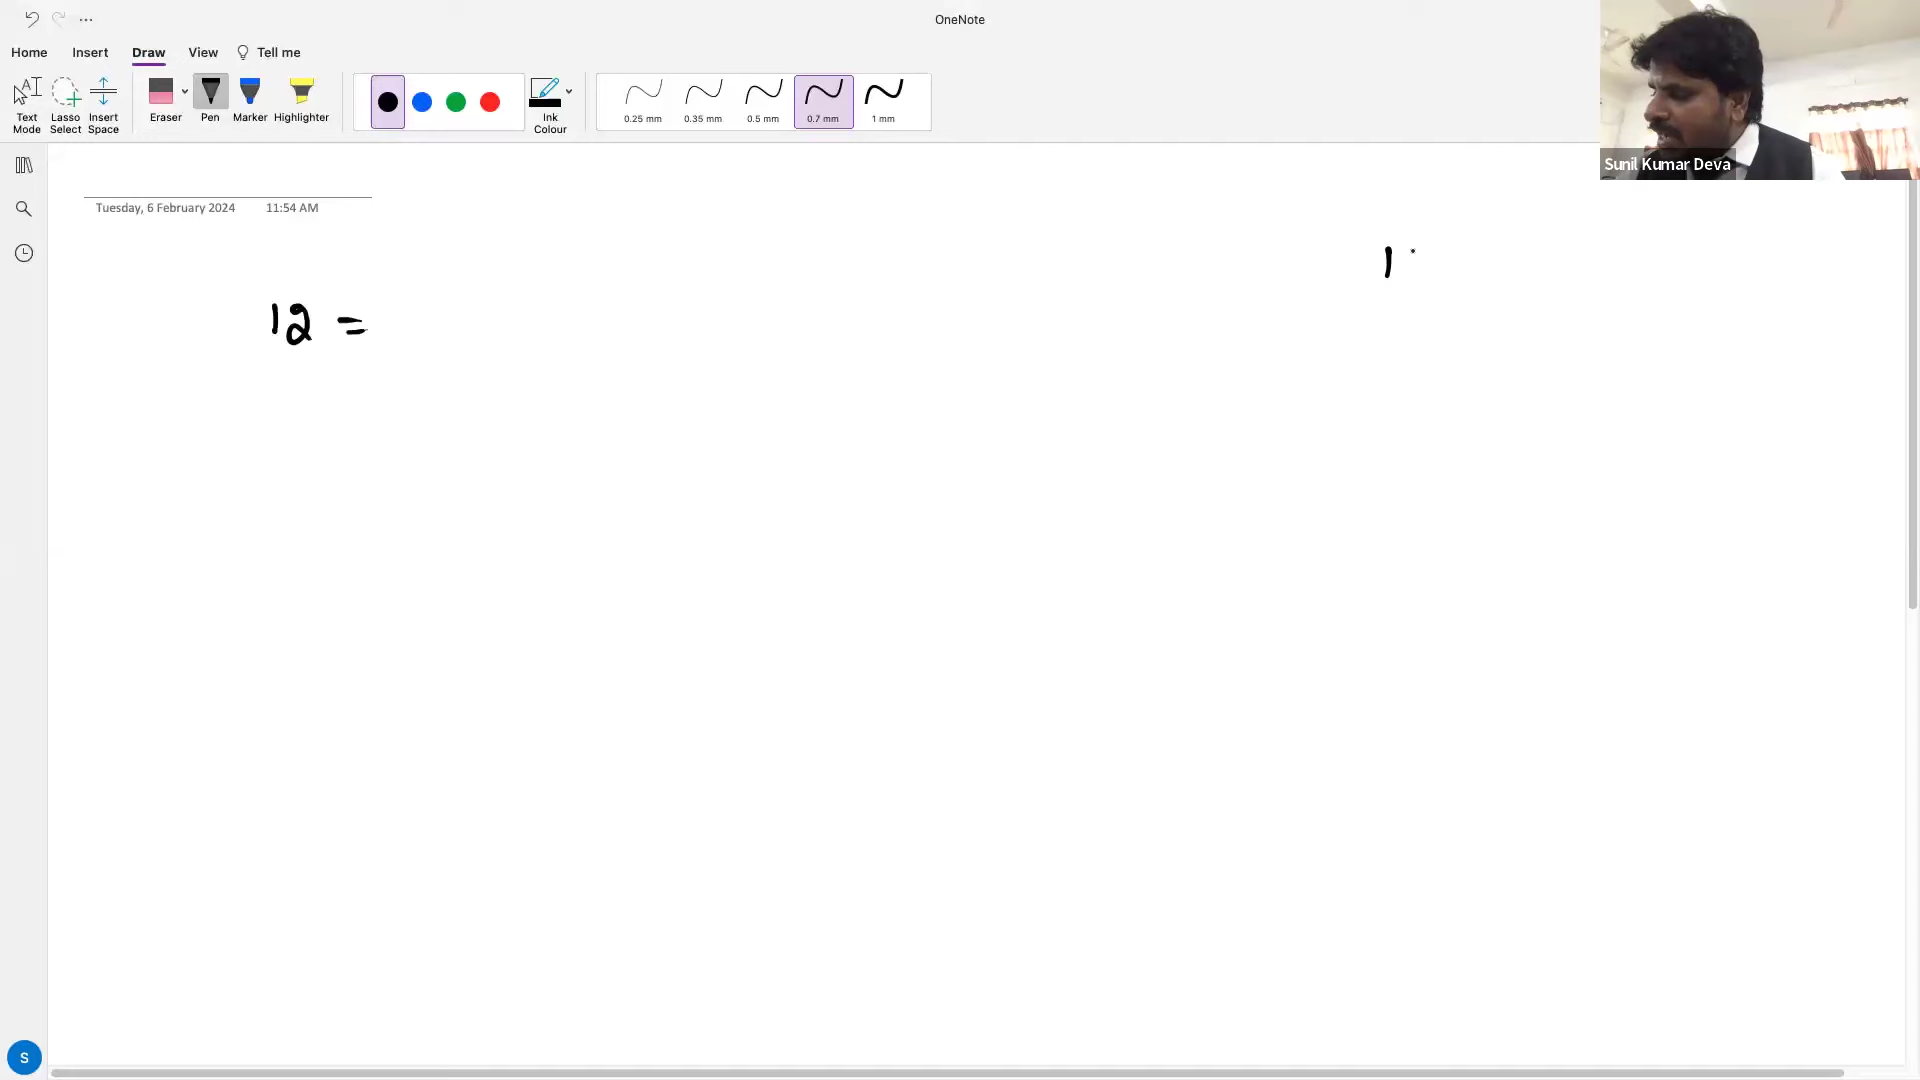 OneNote
Home Insert Draw View Tell me
Text Mode
Lasso Select
Insert Space
Eraser
Pen
Marker
Highlighter
Ink Colour
0.25 mm
0.35 mm
0.5 mm
0.7 mm
1 mm
Sunil Kumar Deva
Tuesday, 6 February 2024 11:54 AM
1
12 =
S